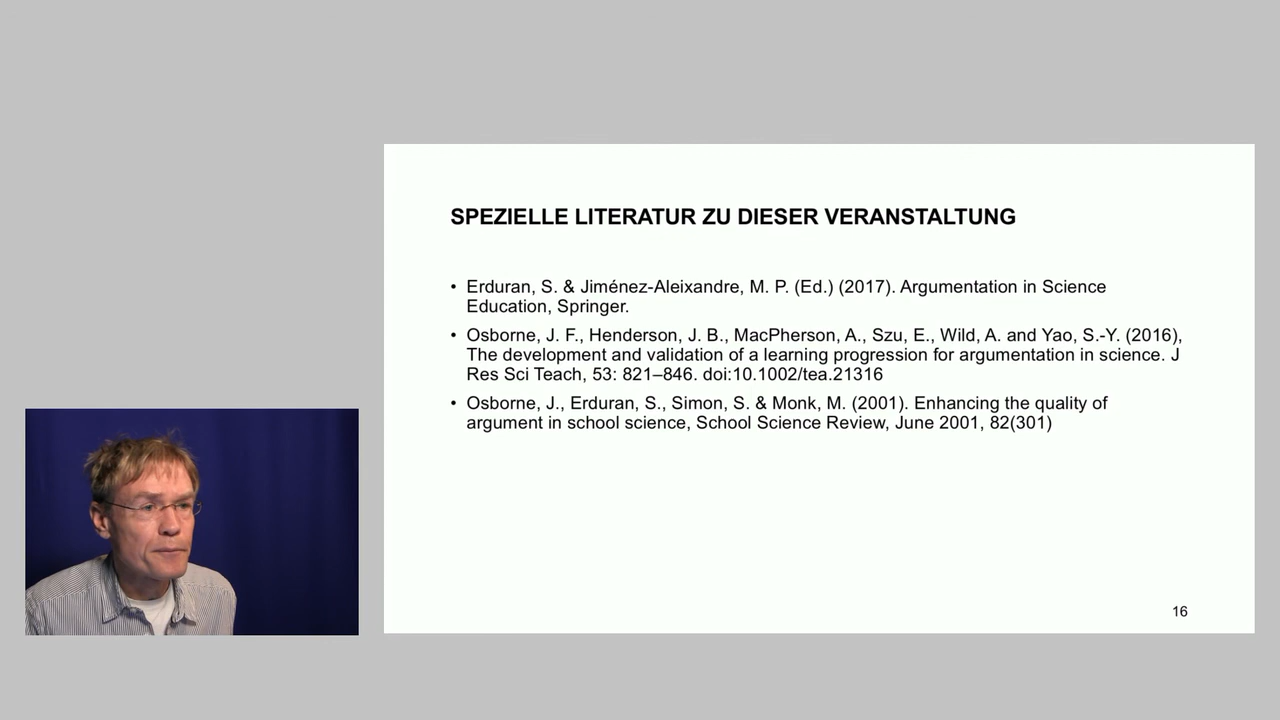 SPEZIELLE LITERATUR ZU DIESER VERANSTALTUNG
• Erduran, S. & Jiménez-Aleixandre, M. P. (Ed.) (2017). Argumentation in Science
Education, Springer.
• Osborne, J. F., Henderson, J. B., MacPherson, A., Szu, E., Wild, A. and Yao, S.-Y. (2016),
The development and validation of a learning progression for argumentation in science. J
Res Sci Teach, 53: 821–846. doi:10.1002/tea.21316
• Osborne, J., Erduran, S., Simon, S. & Monk, M. (2001). Enhancing the quality of
argument in school science, School Science Review, June 2001, 82(301)
16